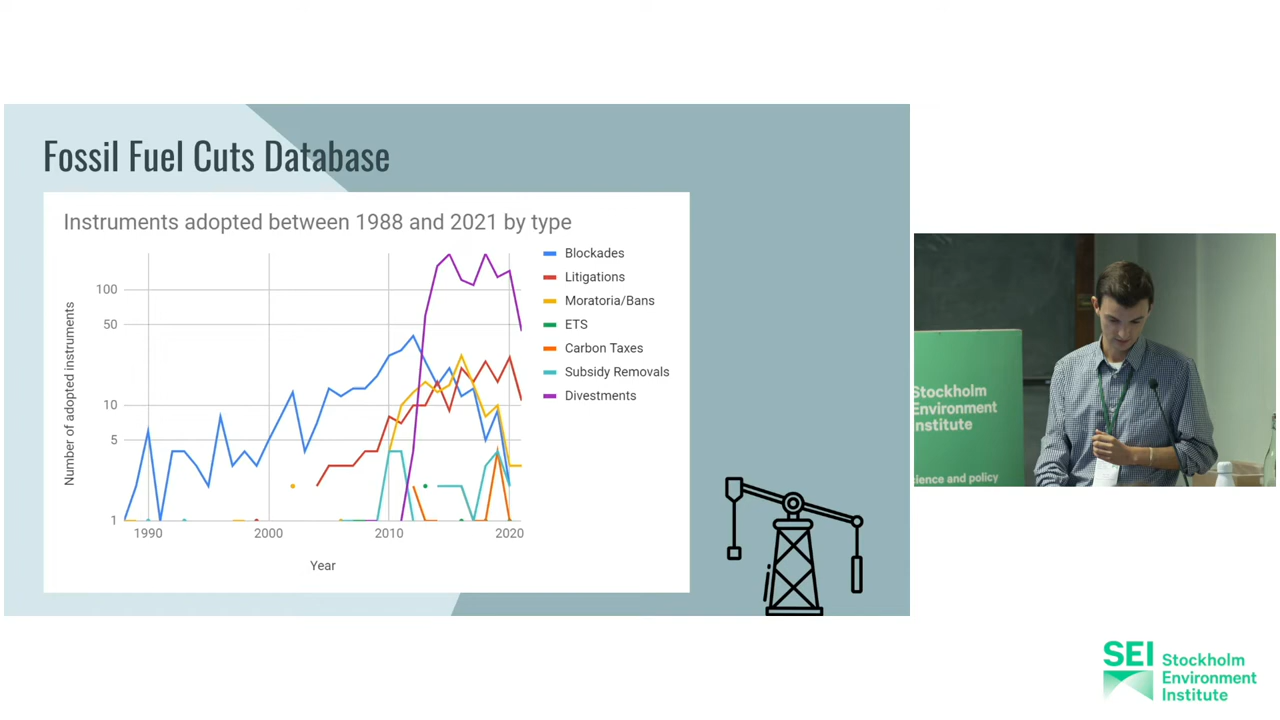 Fossil Fuel Cuts Database
Instruments adopted between 1988 and 2021 by type
Number of adopted instruments
100
50
10
5
1
1990
2000
2010
2020
Year
Blockades
Litigations
Moratoria/Bans
ETS
Carbon Taxes
Subsidy Removals
Divestments
Stockholm
Environment
Institute
cience and policy
SEI
Stockholm
Environment
Institute